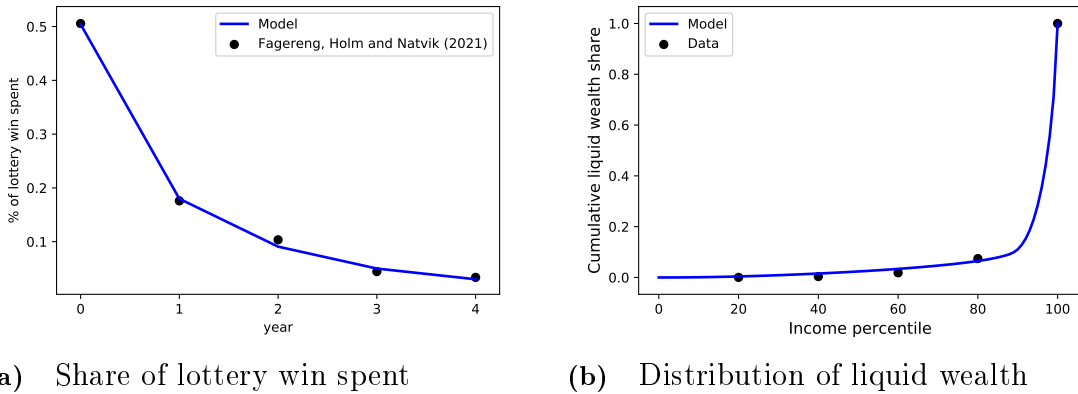 Model
Fagereng, Holm and Natvik (2021)
0.5
0.4
0.3
0.2
0.1
% of lottery win spent
0 1 2 3 4
year
a) Share of lottery win spent
Model
Data
1.0
0.8
0.6
0.4
0.2
0.0
Cumulative liquid wealth share
0 20 40 60 80 100
Income percentile
(b) Distribution of liquid wealth